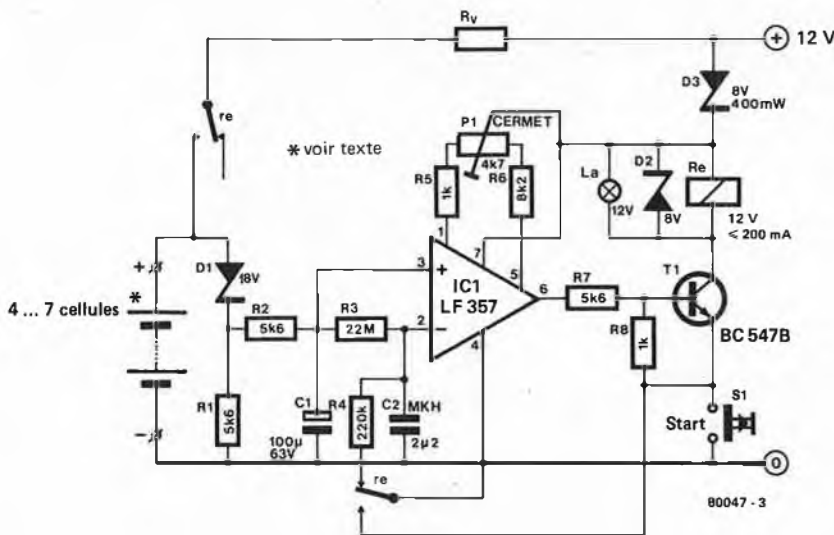 Rv
+
12 V
D3
8V
400mW
re
* voir texte
P1
CERMET
4k7
R5
1k
R6
8k2
La
12V
D2
8V
Re
12 V
< 200 mA
+
*
4 ... 7 cellules
D1
18V
R2
5k6
R3
22M
1
7
3
+
2
−
5
6
4
IC1
LF 357
R7
5k6
T1
BC 547B
R8
1k
R1
5k6
C1
100µ
63V
R4
220k
C2
MKH
2µ2
Start
S1
−
0
re
80047 - 3